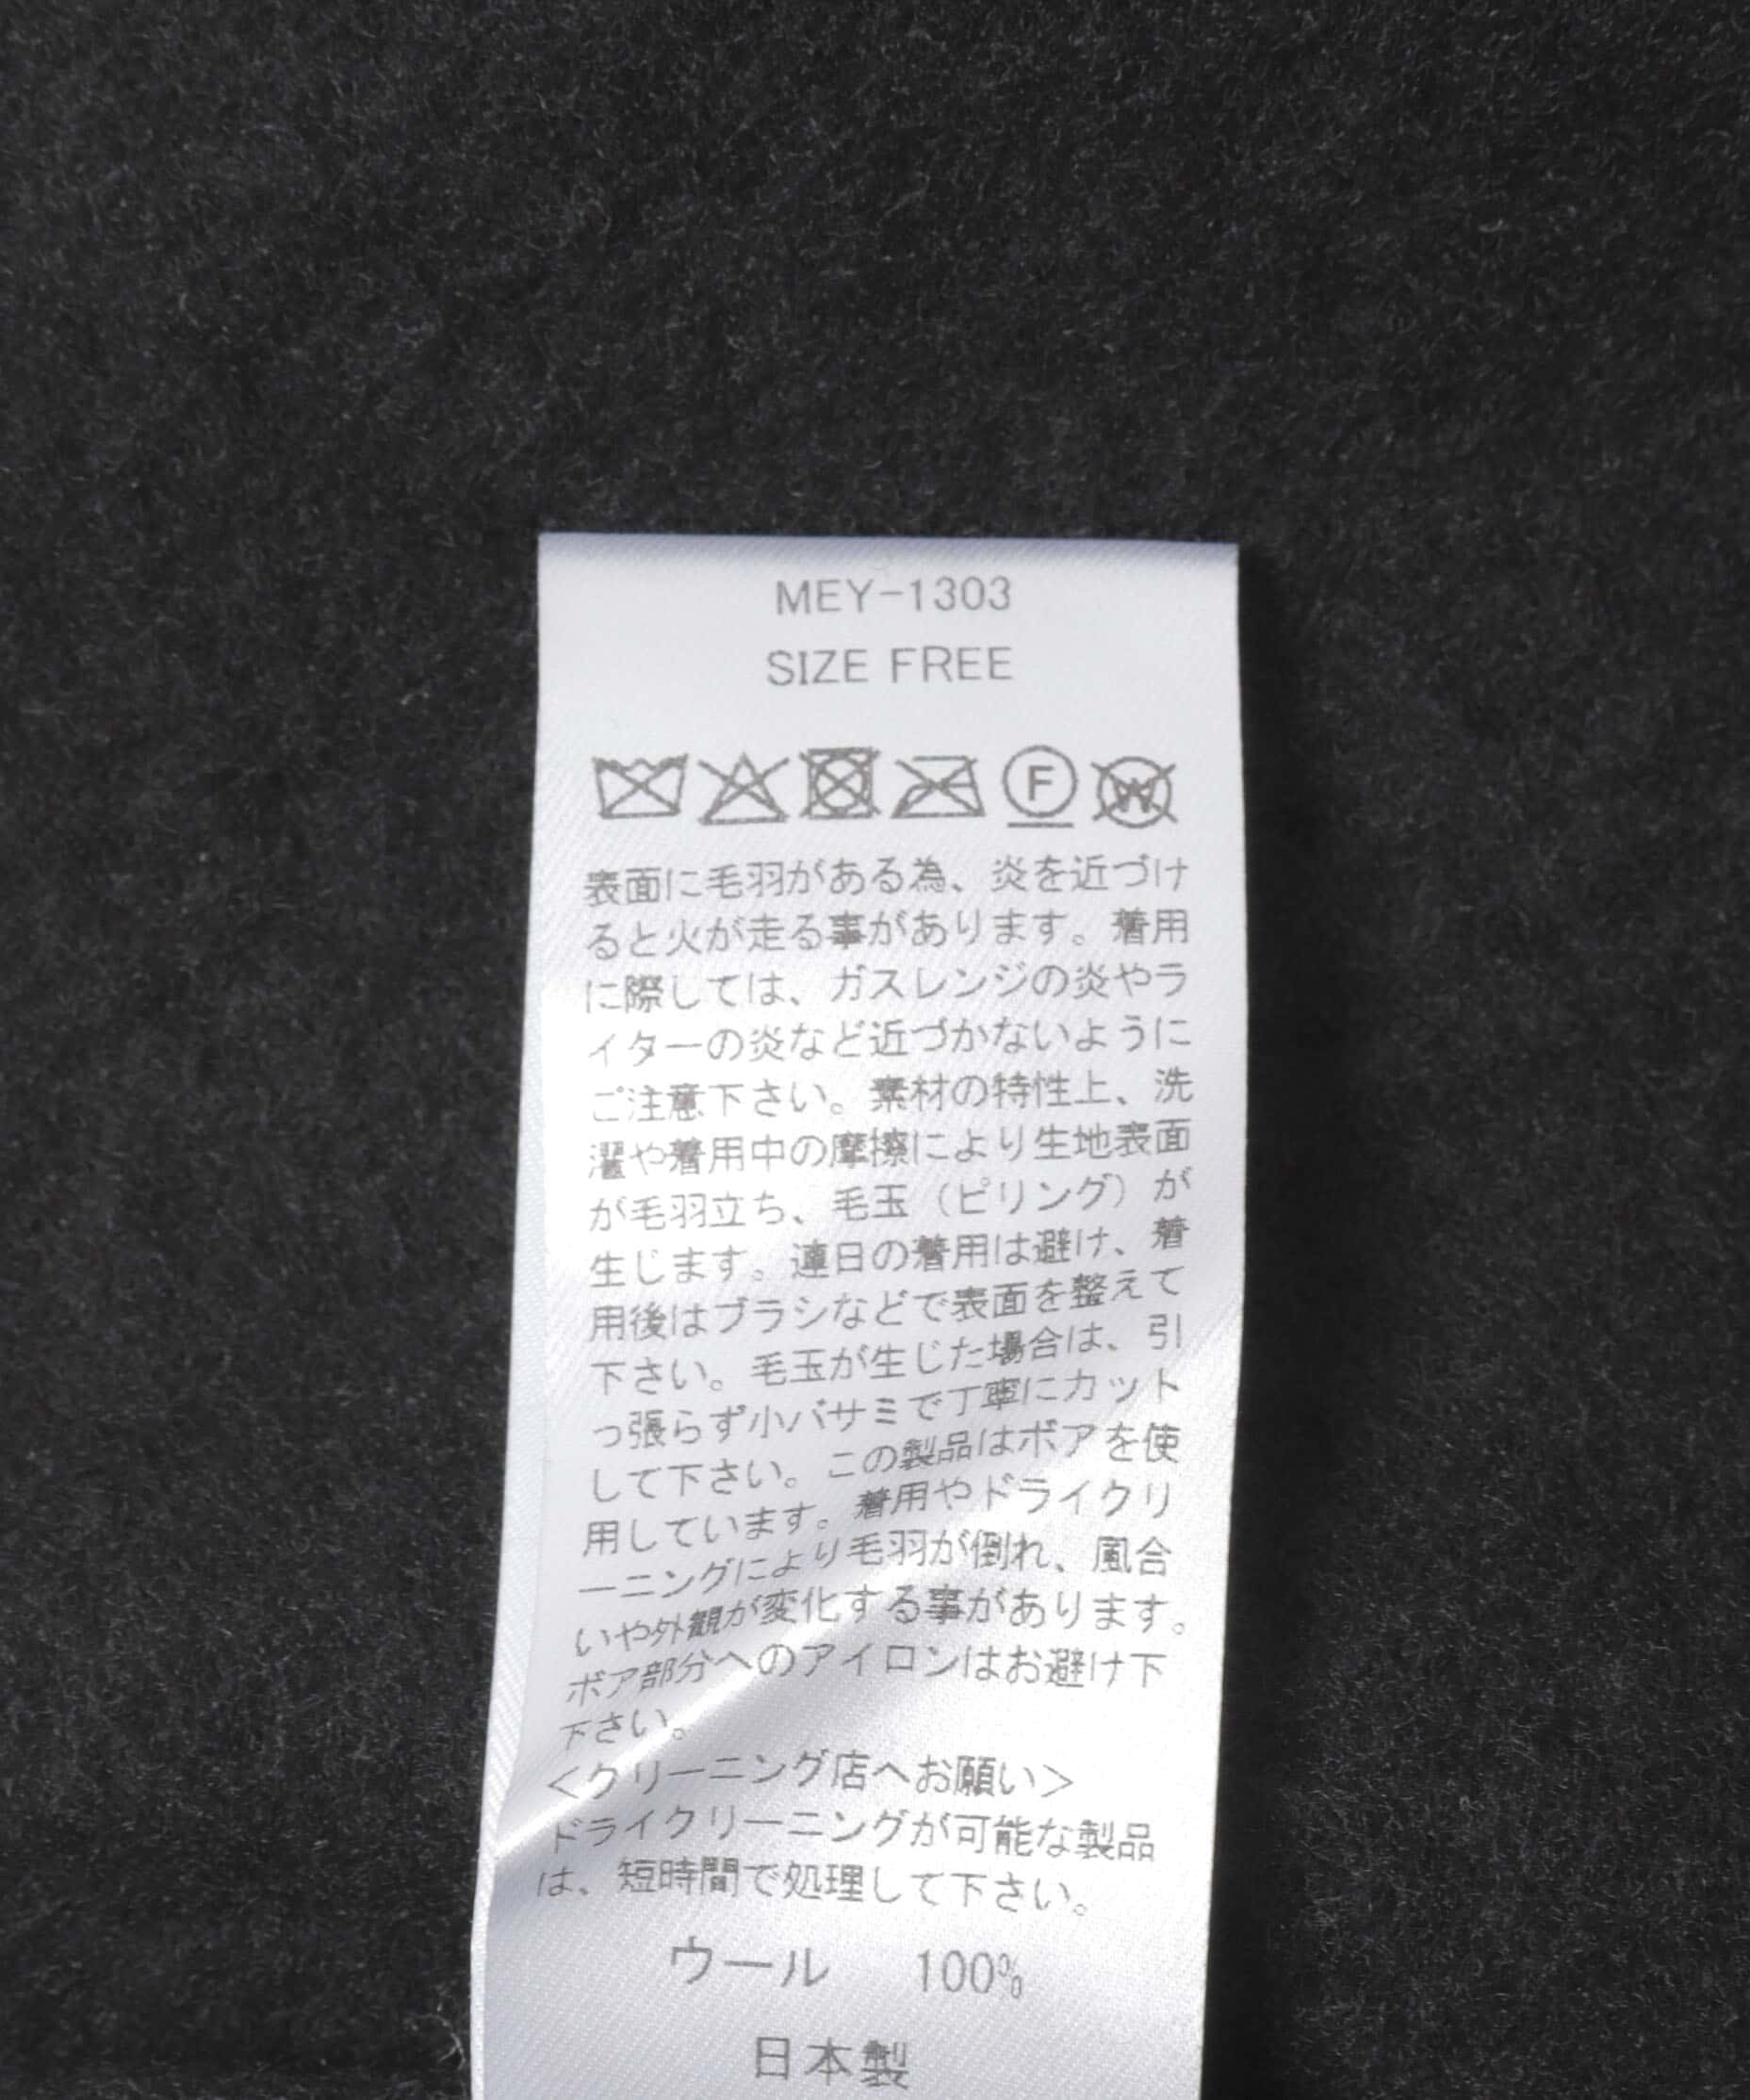 MEY-1303
SIZE FREE
F W
表面に毛羽がある為、炎を近づけ
ると火が走る事があります。着用
に際しては、ガスレンジの炎やラ
イターの炎など近づかないように
ご注意下さい。素材の特性上、洗
濯や着用中の摩擦により生地表面
が毛羽立ち、毛玉（ピリング）が
生じます。連日の着用は避け、着
用後はブラシなどで表面を整えて
下さい。毛玉が生じた場合は、引
っ張らず小バサミで丁寧にカット
して下さい。この製品はボアを使
用しています。着用やドライクリ
ーニングにより毛羽が倒れ、風合
いや外観が変化する事があります。
ボア部分へのアイロンはお避け下
下さい。
＜クリーニング店へお願い＞
ドライクリーニングが可能な製品
は、短時間で処理して下さい。
ウール 100%
日本製